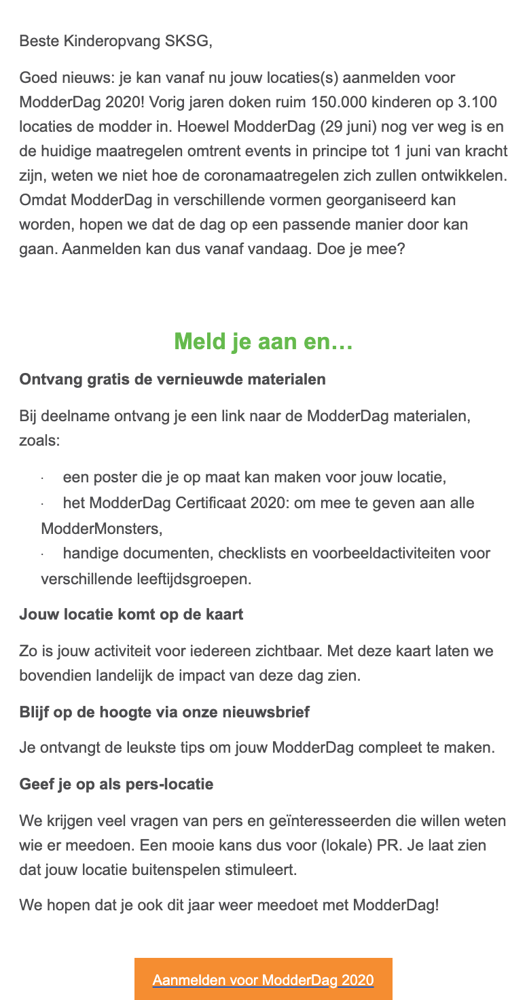 Beste Kinderopvang SKSG,
Goed nieuws: je kan vanaf nu jouw locaties(s) aanmelden voor
ModderDag 2020! Vorig jaren doken ruim 150.000 kinderen op 3.100
locaties de modder in. Hoewel ModderDag (29 juni) nog ver weg is en
de huidige maatregelen omtrent events in principe tot 1 juni van kracht
zijn, weten we niet hoe de coronamaatregelen zich zullen ontwikkelen.
Omdat ModderDag in verschillende vormen georganiseerd kan
worden, hopen we dat de dag op een passende manier door kan
gaan. Aanmelden kan dus vanaf vandaag. Doe je mee?
Meld je aan en…
Ontvang gratis de vernieuwde materialen
Bij deelname ontvang je een link naar de ModderDag materialen,
zoals:
· een poster die je op maat kan maken voor jouw locatie,
· het ModderDag Certificaat 2020: om mee te geven aan alle
ModderMonsters,
· handige documenten, checklists en voorbeeldactiviteiten voor
verschillende leeftijdsgroepen.
Jouw locatie komt op de kaart
Zo is jouw activiteit voor iedereen zichtbaar. Met deze kaart laten we
bovendien landelijk de impact van deze dag zien.
Blijf op de hoogte via onze nieuwsbrief
Je ontvangt de leukste tips om jouw ModderDag compleet te maken.
Geef je op als pers-locatie
We krijgen veel vragen van pers en geïnteresseerden die willen weten
wie er meedoen. Een mooie kans dus voor (lokale) PR. Je laat zien
dat jouw locatie buitenspelen stimuleert.
We hopen dat je ook dit jaar weer meedoet met ModderDag!
Aanmelden voor ModderDag 2020